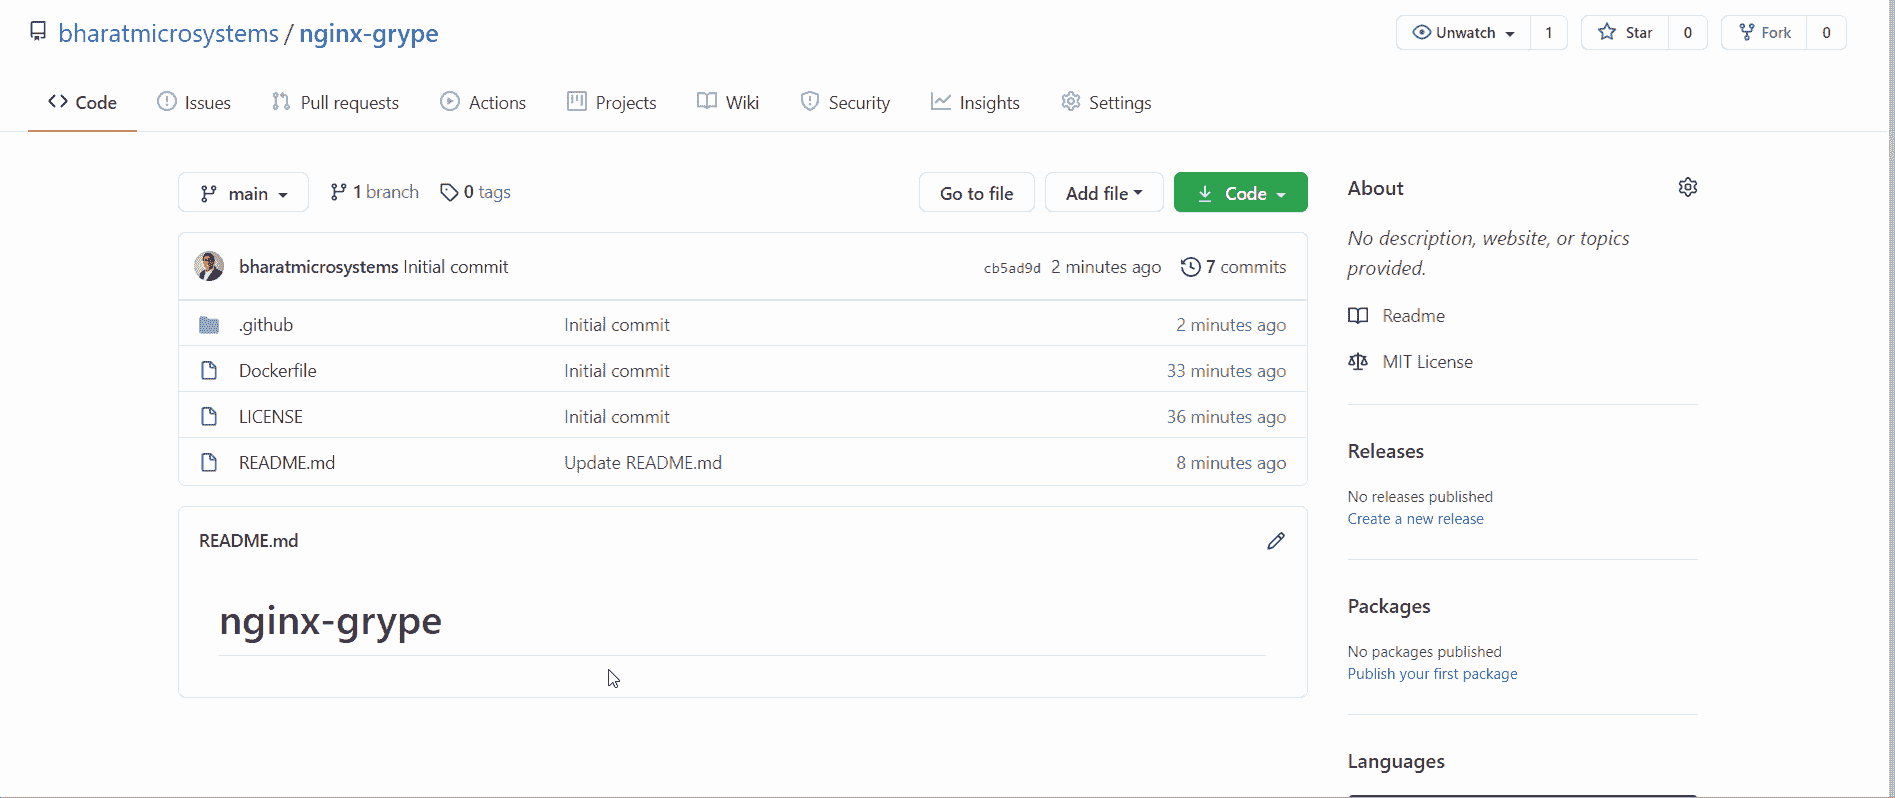 bharatmicrosystems / nginx-grype
Unwatch 1 Star 0 Fork 0
Code Issues Pull requests Actions Projects Wiki Security Insights Settings
main 1 branch 0 tags Go to file Add file Code
bharatmicrosystems Initial commit cb5ad9d 2 minutes ago 7 commits
.github Initial commit 2 minutes ago
Dockerfile Initial commit 33 minutes ago
LICENSE Initial commit 36 minutes ago
README.md Update README.md 8 minutes ago
README.md
nginx-grype
About
No description, website, or topics
provided.
Readme
MIT License
Releases
No releases published
Create a new release
Packages
No packages published
Publish your first package
Languages